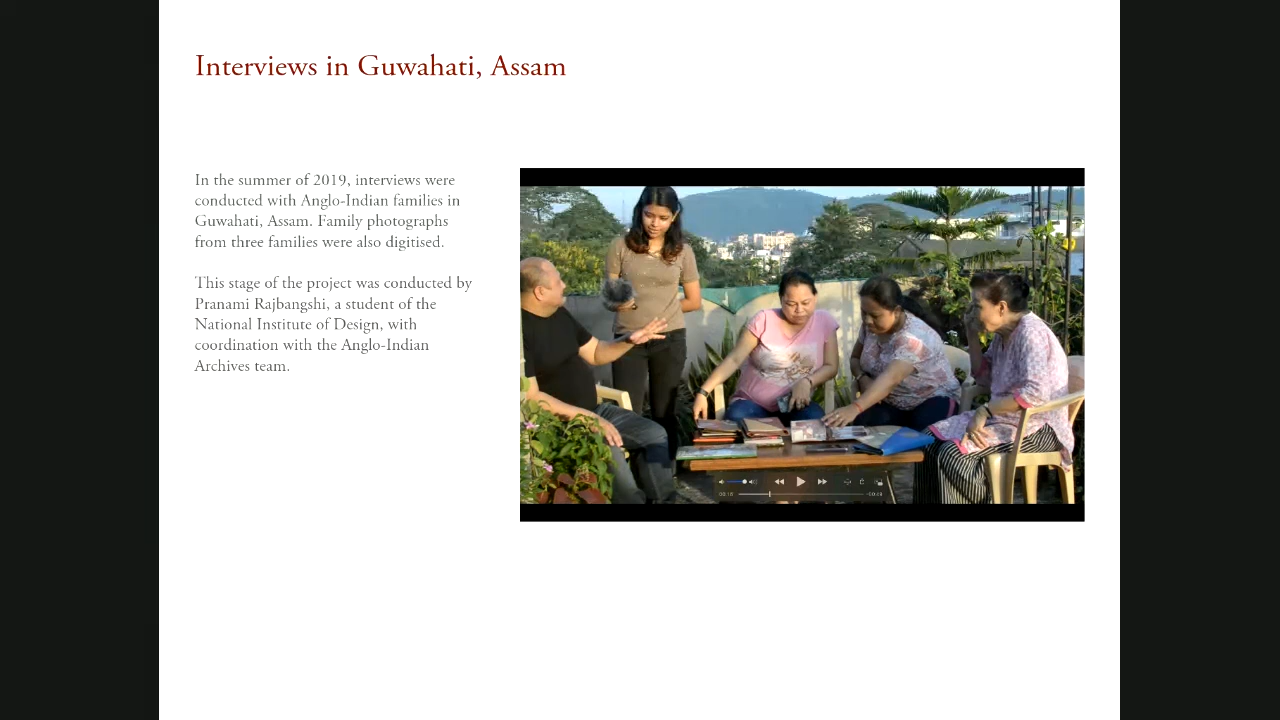 Interviews in Guwahati, Assam
In the summer of 2019, interviews were
conducted with Anglo-Indian families in
Guwahati, Assam. Family photographs
from three families were also digitised.
This stage of the project was conducted by
Pranami Rajbangshi, a student of the
National Institute of Design, with
coordination with the Anglo-Indian
Archives team.